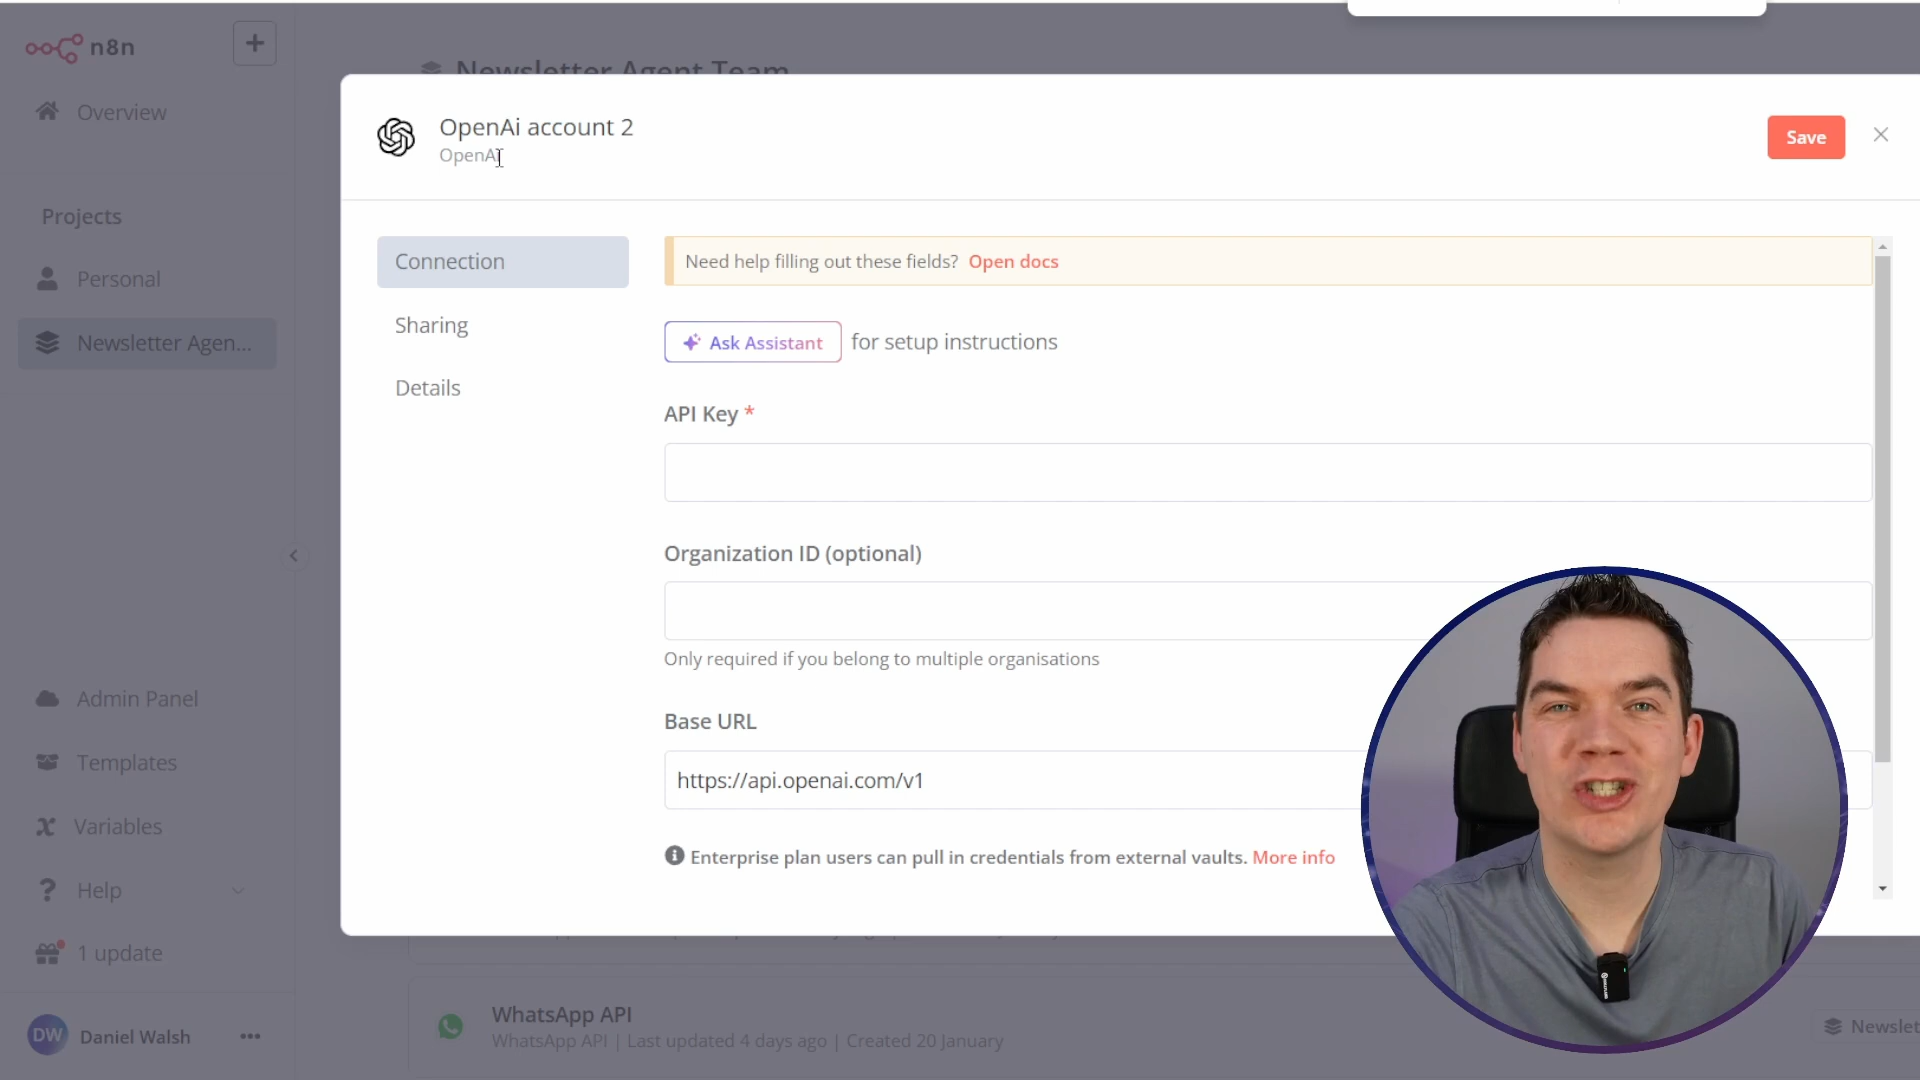 n8n
Overview
Projects
Personal
Newsletter Agen...
Admin Panel
Templates
Variables
Help
1 update
DW
Daniel Walsh
Newsletter Agent Team
OpenAi account 2
OpenAi
Save
Connection
Sharing
Details
Need help filling out these fields? Open docs
Ask Assistant for setup instructions
API Key *
Organization ID (optional)
Only required if you belong to multiple organisations
Base URL
https://api.openai.com/v1
Enterprise plan users can pull in credentials from external vaults. More info
WhatsApp API
WhatsApp API | Last updated 4 days ago | Created 20 January
Newslet